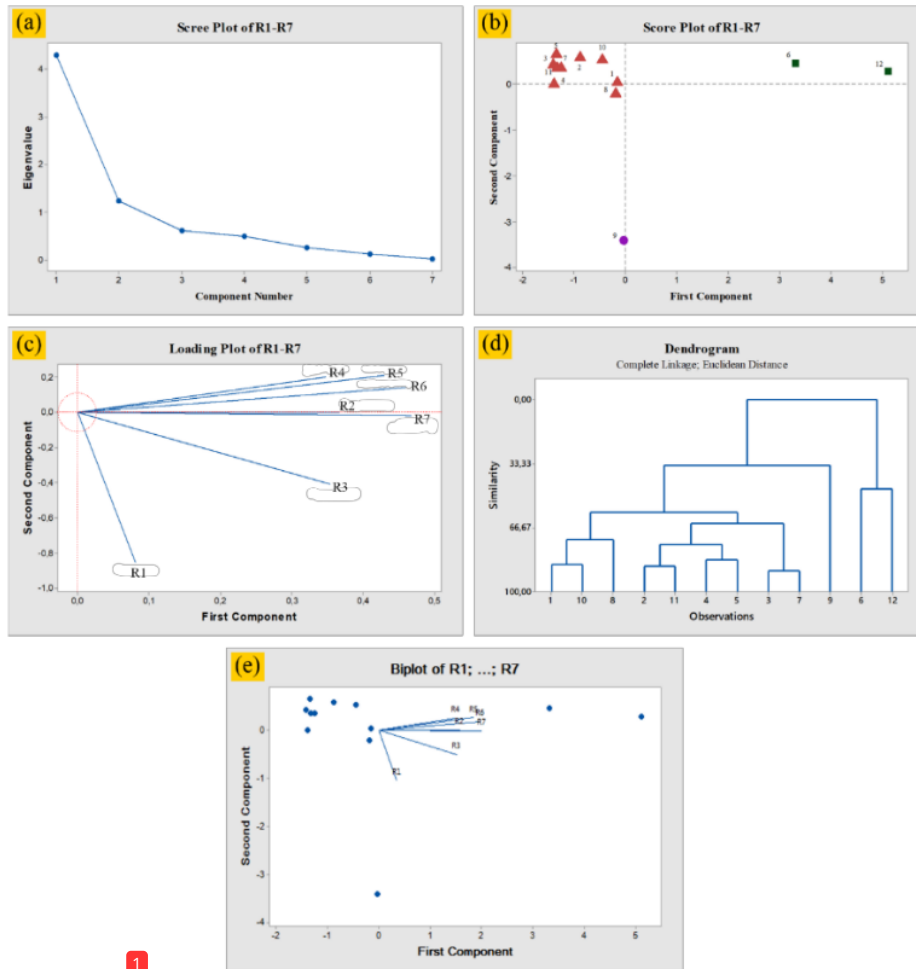 (a)
Scree Plot of R1-R7
Eigenvalue
4
3
2
1
0
1 2 3 4 5 6 7
Component Number
(b)
Score Plot of R1-R7
Second Component
0
-1
-2
-3
-4
5
3
7
11
4
2
10
1
8
6
12
9
-2 -1 0 1 2 3 4 5
First Component
(c)
Loading Plot of R1-R7
Second Component
0,2
0,0
-0,2
-0,4
-0,6
-0,8
-1,0
R4
R5
R6
R2
R7
R3
R1
0,0 0,1 0,2 0,3 0,4 0,5
First Component
(d)
Dendrogram
Complete Linkage; Euclidean Distance
Similarity
0,00
33,33
66,67
100,00
1 10 8 2 11 4 5 3 7 9 6 12
Observations
(e)
Biplot of R1; ...; R7
Second Component
0
-1
-2
-3
-4
R4 R5
R6
R2 R7
R3
R1
-2 -1 0 1 2 3 4 5
First Component
1